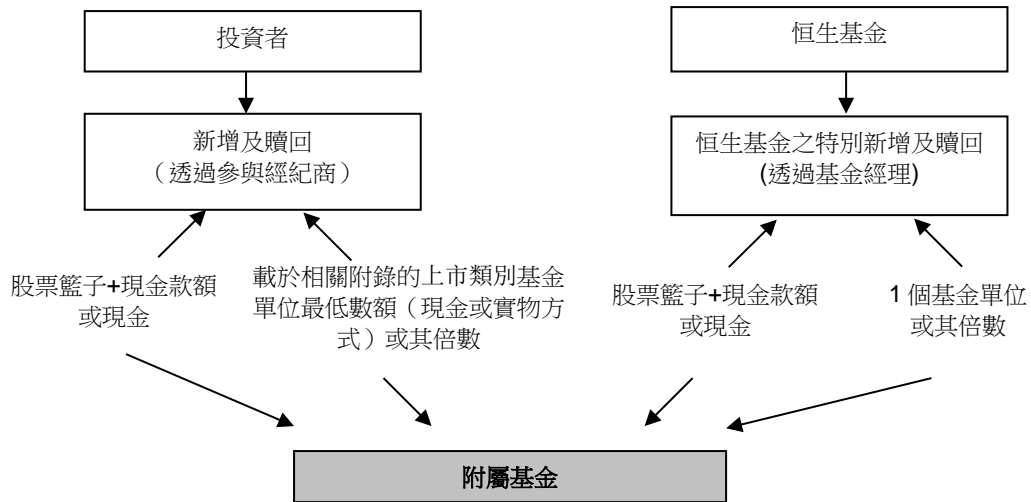 投資者
恒生基金
新增及贖回
（透過參與經紀商）
恒生基金之特別新增及贖回
(透過基金經理)
股票籃子+現金款額
或現金
載於相關附錄的上市類別基金
單位最低數額（現金或實物方
式）或其倍數
股票籃子+現金款額
或現金
1 個基金單位
或其倍數
附屬基金